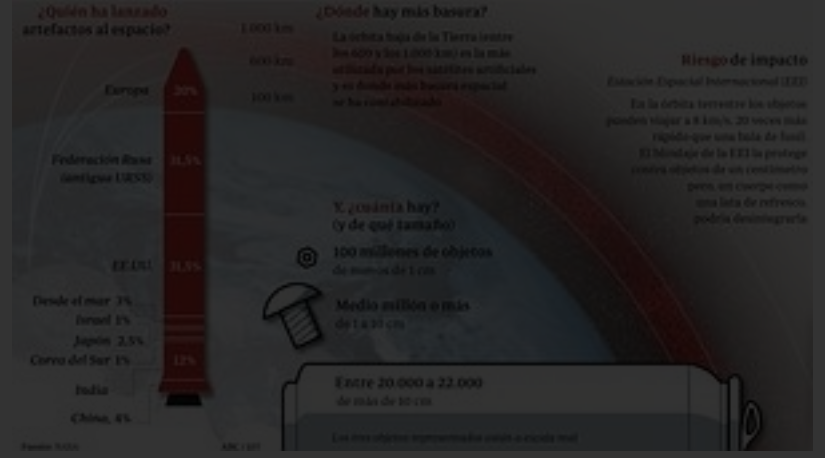 ¿Quién ha lanzado
artefactos al espacio?
Europa 20%
Federación Rusa 31,5%
(antigua URSS)
EE.UU. 31,5%
Desde el mar 3%
Israel 1%
Japón 2,5%
Corea del Sur 1%
12%
India
China, 4%
1.000 km
600 km
100 km
¿Dónde hay más basura?
La órbita baja de la Tierra (entre
los 600 y los 1.000 km) es la más
utilizada por los satélites artificiales
y es donde más basura espacial
se ha contabilizado
Y, ¿cuánta hay?
(y de qué tamaño)
100 millones de objetos
de menos de 1 cm
Medio millón o más
de 1 a 10 cm
Entre 20.000 a 22.000
de más de 10 cm
Los tres objetos representados están a escala real
Riesgo de impacto
Estación Espacial Internacional (EEI)
En la órbita terrestre los objetos
pueden viajar a 8 km/s, 20 veces más
rápido que una bala de fusil.
El blindaje de la EEI la protege
contra objetos de un centímetro
pero, un cuerpo como
una lata de refresco,
podría desintegrarla